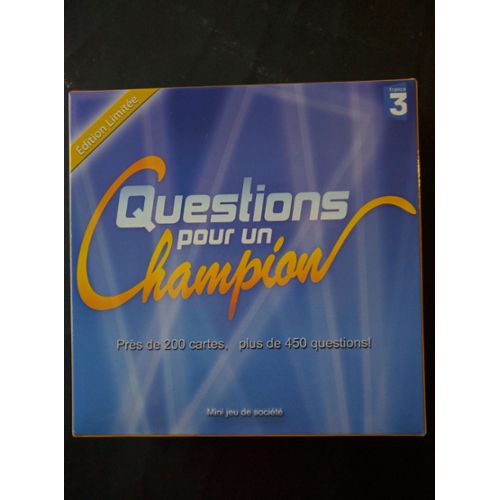 Édition Limitée
france
3
Questions
pour un
Champion
Près de 200 cartes, plus de 450 questions!
Mini jeu de société